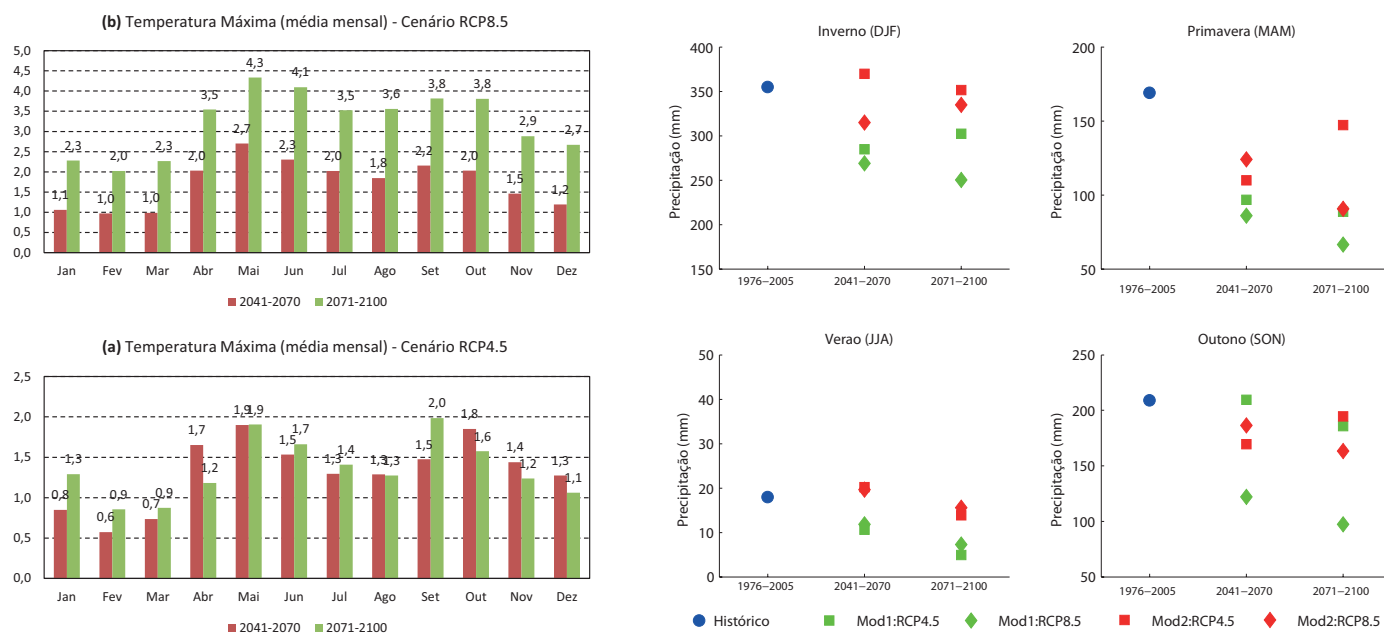 (b) Temperatura Máxima (média mensal) - Cenário RCP8.5
5,0
4,5
4,0
3,5
3,0
2,5
2,0
1,5
1,0
0,5
0,0
1,1 2,3 1,0 2,0 1,0 2,3 2,0 3,5 2,7 4,3 2,3 4,1 2,0 3,5 1,8 3,6 2,2 3,8 2,0 3,8 1,5 2,9 1,2 2,7
Jan Fev Mar Abr Mai Jun Jul Ago Set Out Nov Dez
2041-2070 2071-2100
(a) Temperatura Máxima (média mensal) - Cenário RCP4.5
2,5
2,0
1,5
1,0
0,5
0,0
0,8 1,3 0,6 0,9 0,7 0,9 1,7 1,2 1,9 1,9 1,5 1,7 1,3 1,4 1,3 1,3 1,5 2,0 1,8 1,6 1,4 1,2 1,3 1,1
Jan Fev Mar Abr Mai Jun Jul Ago Set Out Nov Dez
2041-2070 2071-2100
Inverno (DJF)
Precipitação (mm)
400
350
300
250
200
150
1976–2005 2041–2070 2071–2100
Primavera (MAM)
Precipitação (mm)
200
150
100
50
1976–2005 2041–2070 2071–2100
Verao (JJA)
Precipitação (mm)
50
40
30
20
10
0
1976–2005 2041–2070 2071–2100
Outono (SON)
Precipitação (mm)
250
200
150
100
50
1976–2005 2041–2070 2071–2100
Histórico Mod1:RCP4.5 Mod1:RCP8.5 Mod2:RCP4.5 Mod2:RCP8.5